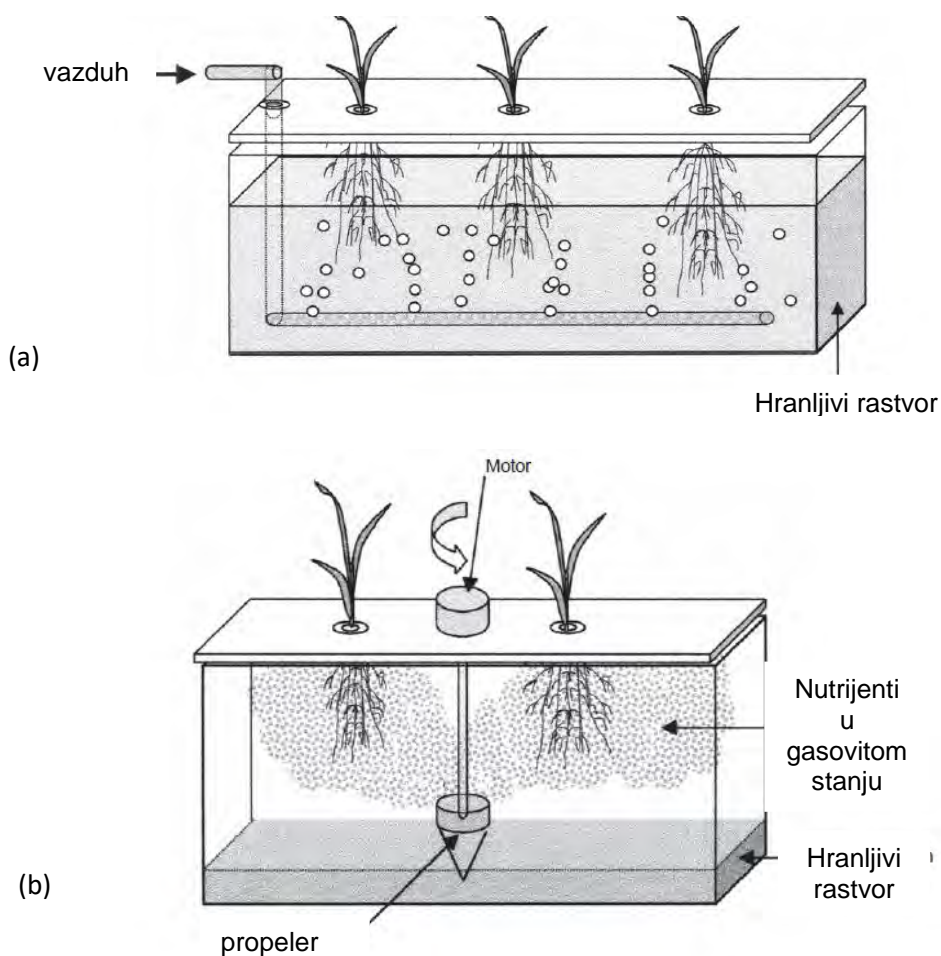 vazduh
(a)
Hranljivi rastvor
Motor
Nutrijenti
u
gasovitom
stanju
Hranljivi
rastvor
(b)
propeler